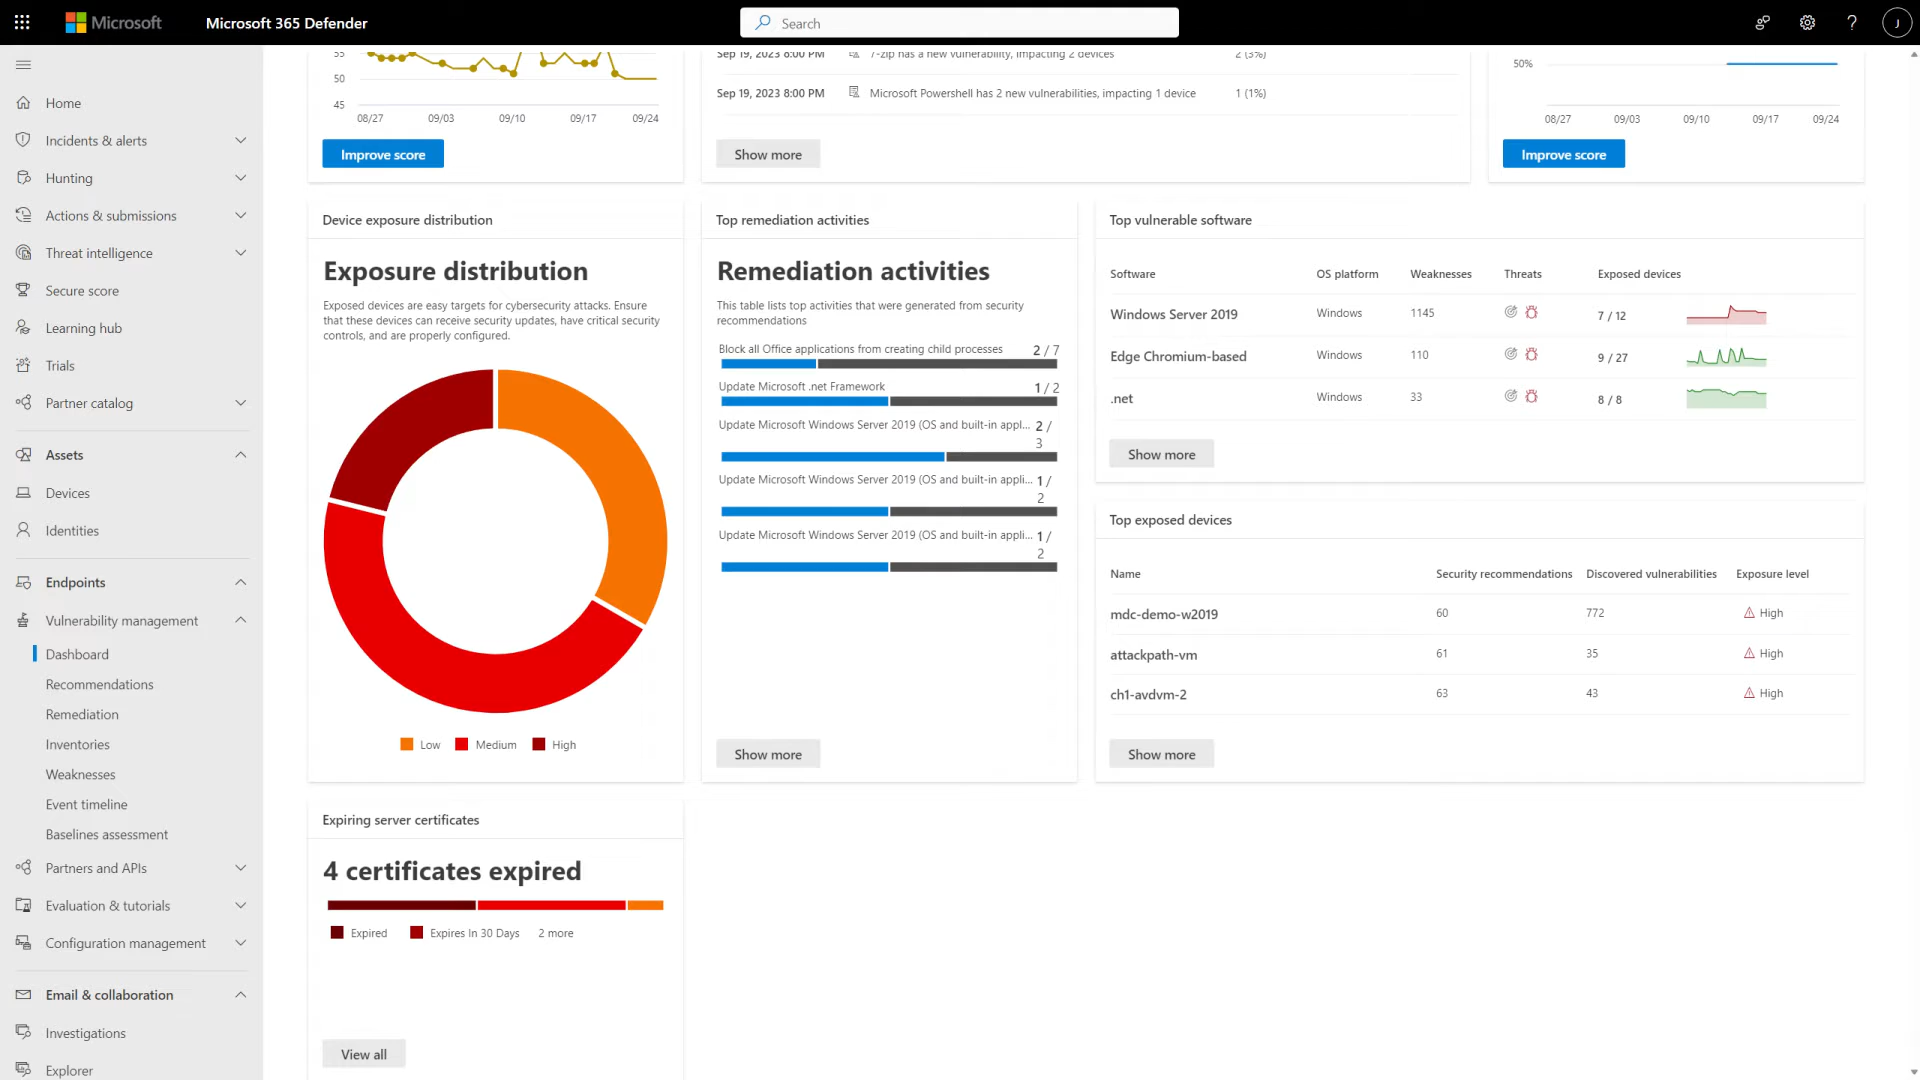 Microsoft
Microsoft 365 Defender
Search
J
Home
Incidents & alerts
Hunting
Actions & submissions
Threat intelligence
Secure score
Learning hub
Trials
Partner catalog
Assets
Devices
Identities
Endpoints
Vulnerability management
Dashboard
Recommendations
Remediation
Inventories
Weaknesses
Event timeline
Baselines assessment
Partners and APIs
Evaluation & tutorials
Configuration management
Email & collaboration
Investigations
Explorer
55
50
45
08/27 09/03 09/10 09/17 09/24
Improve score
Sep 19, 2023 8:00 PM 7-zip has a new vulnerability, impacting 2 devices 2 (3%)
Sep 19, 2023 8:00 PM Microsoft Powershell has 2 new vulnerabilities, impacting 1 device 1 (1%)
Show more
50%
08/27 09/03 09/10 09/17 09/24
Improve score
Device exposure distribution
Exposure distribution
Exposed devices are easy targets for cybersecurity attacks. Ensure
that these devices can receive security updates, have critical security
controls, and are properly configured.
Low Medium High
Top remediation activities
Remediation activities
This table lists top activities that were generated from security
recommendations
Block all Office applications from creating child processes 2 / 7
Update Microsoft .net Framework 1 / 2
Update Microsoft Windows Server 2019 (OS and built-in appl... 2 /
3
Update Microsoft Windows Server 2019 (OS and built-in appli... 1 /
2
Update Microsoft Windows Server 2019 (OS and built-in appli... 1 /
2
Show more
Top vulnerable software
Software OS platform Weaknesses Threats Exposed devices
Windows Server 2019 Windows 1145 7 / 12
Edge Chromium-based Windows 110 9 / 27
.net Windows 33 8 / 8
Show more
Top exposed devices
Name Security recommendations Discovered vulnerabilities Exposure level
mdc-demo-w2019 60 772 High
attackpath-vm 61 35 High
ch1-avdvm-2 63 43 High
Show more
Expiring server certificates
4 certificates expired
Expired Expires In 30 Days 2 more
View all